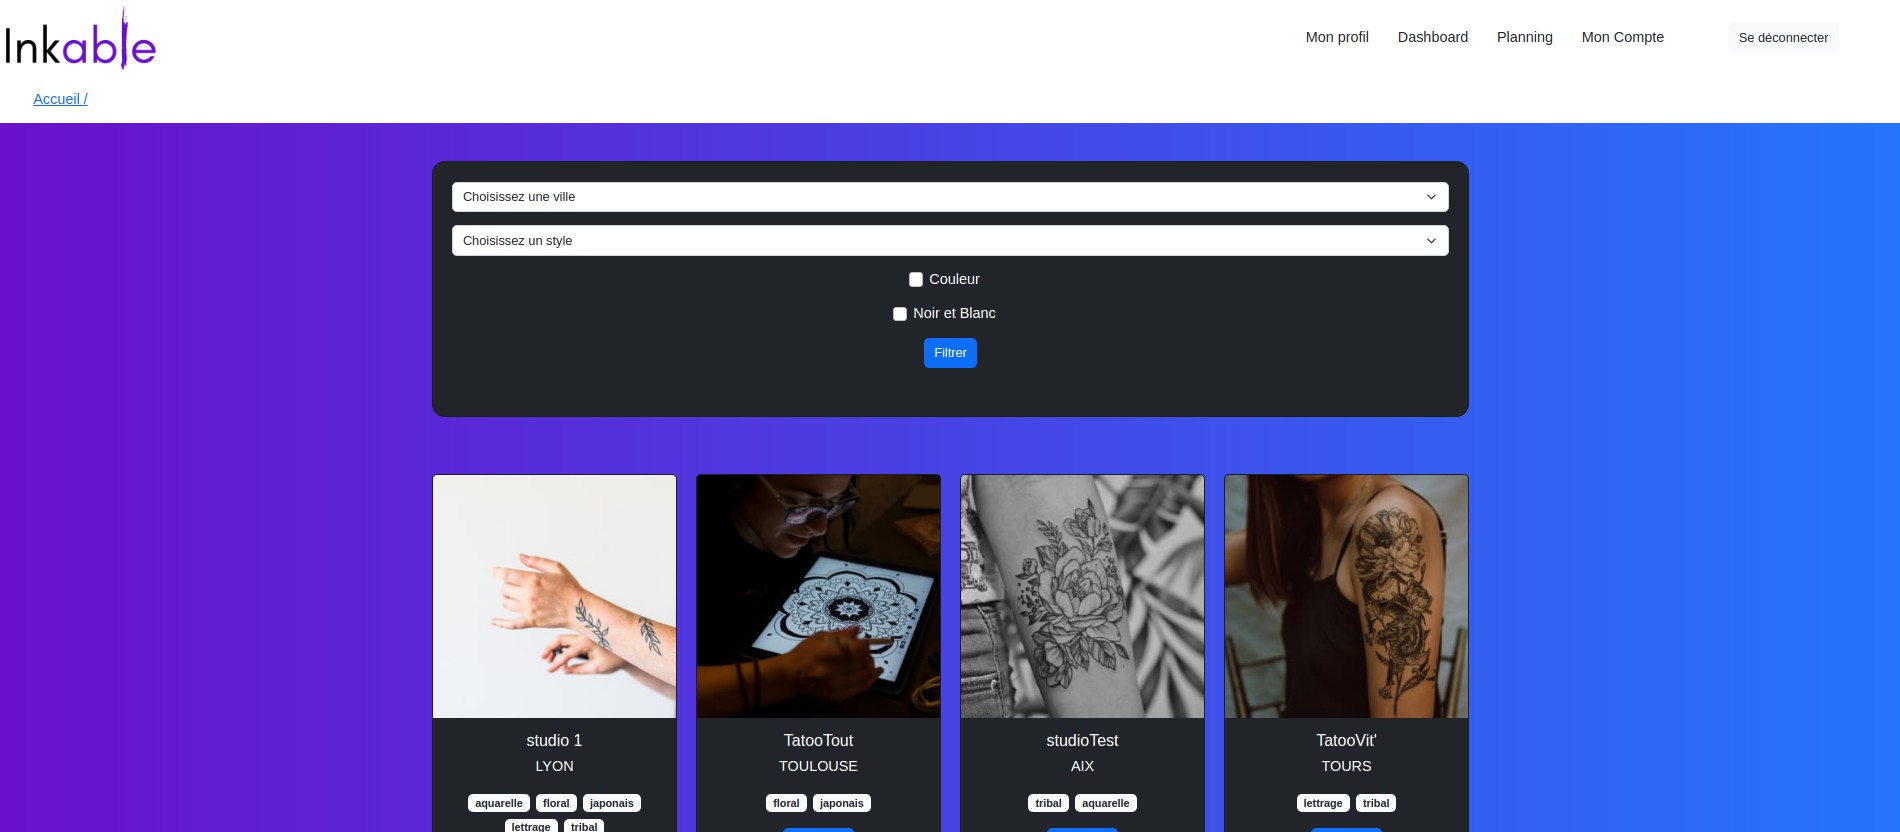 Inkable
Mon profil Dashboard Planning Mon Compte Se déconnecter
Accueil /
Choisissez une ville
Choisissez un style
Couleur
Noir et Blanc
Filtrer
studio 1
LYON
aquarelle floral japonais
lettrage tribal
TatooTout
TOULOUSE
floral japonais
studioTest
AIX
tribal aquarelle
TatooVit'
TOURS
lettrage tribal